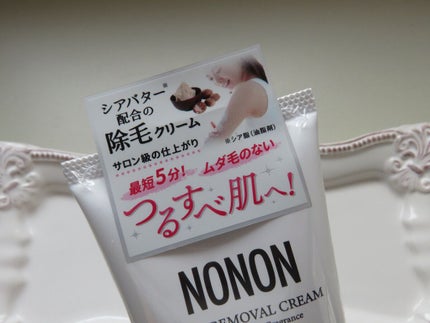 シアバター※
配合の
除毛クリーム
※シア脂（油脂剤）
サロン級の仕上がり
最短5分！ ムダ毛のない
つるすべ肌へ！
NONON
REMOVAL CREAM